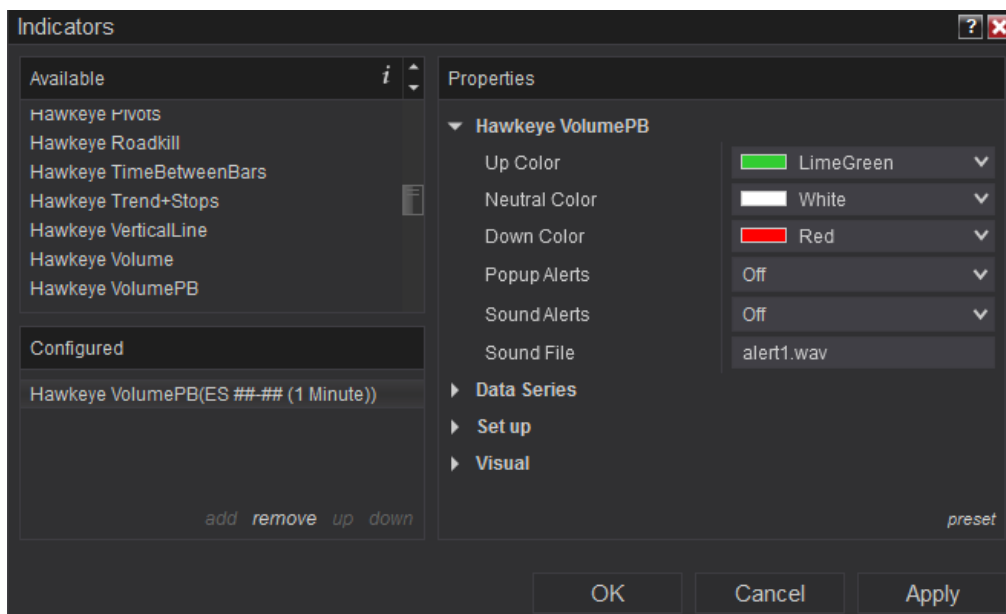 Indicators
?
Available
i
Hawkeye Pivots
Hawkeye Roadkill
Hawkeye TimeBetweenBars
Hawkeye Trend+Stops
Hawkeye VerticalLine
Hawkeye Volume
Hawkeye VolumePB
Configured
Hawkeye VolumePB(ES ##-## (1 Minute))
add remove up down
Properties
Hawkeye VolumePB
Up Color LimeGreen
Neutral Color White
Down Color Red
Popup Alerts Off
Sound Alerts Off
Sound File alert1.wav
Data Series
Set up
Visual
preset
OK Cancel Apply